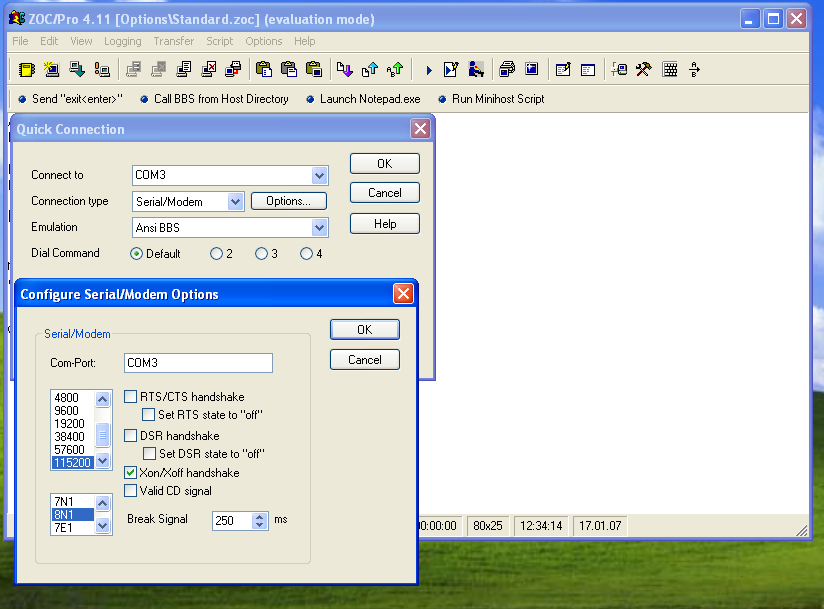 ZOC/Pro 4.11 [Options\Standard.zoc] (evaluation mode)
File Edit View Logging Transfer Script Options Help
Send "exit<enter>" Call BBS from Host Directory Launch Notepad.exe Run Minihost Script
Quick Connection
Connect to COM3 OK
Connection type Serial/Modem Options... Cancel
Emulation Ansi BBS Help
Dial Command Default 2 3 4
Configure Serial/Modem Options
Serial/Modem OK
Com-Port: COM3 Cancel
4800 RTS/CTS handshake
9600 Set RTS state to "off"
19200
38400 DSR handshake
57600 Set DSR state to "off"
115200 Xon/Xoff handshake
Valid CD signal
7N1
8N1 Break Signal 250 ms
7E1
0:00:00 80x25 12:34:14 17.01.07